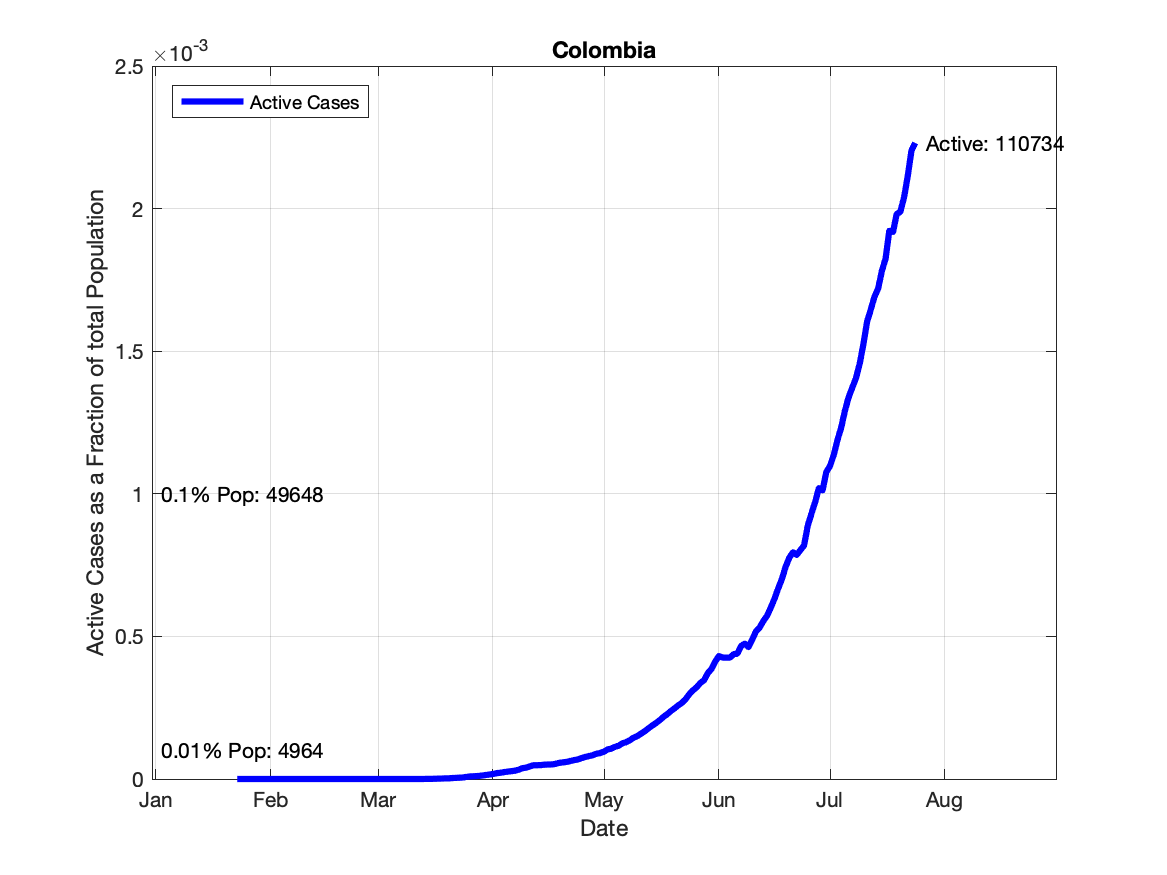 Colombia
×10⁻³
2.5
2
1.5
1
0.5
0
Active Cases as a Fraction of total Population
Active Cases
Active: 110734
0.1% Pop: 49648
0.01% Pop: 4964
Jan Feb Mar Apr May Jun Jul Aug
Date